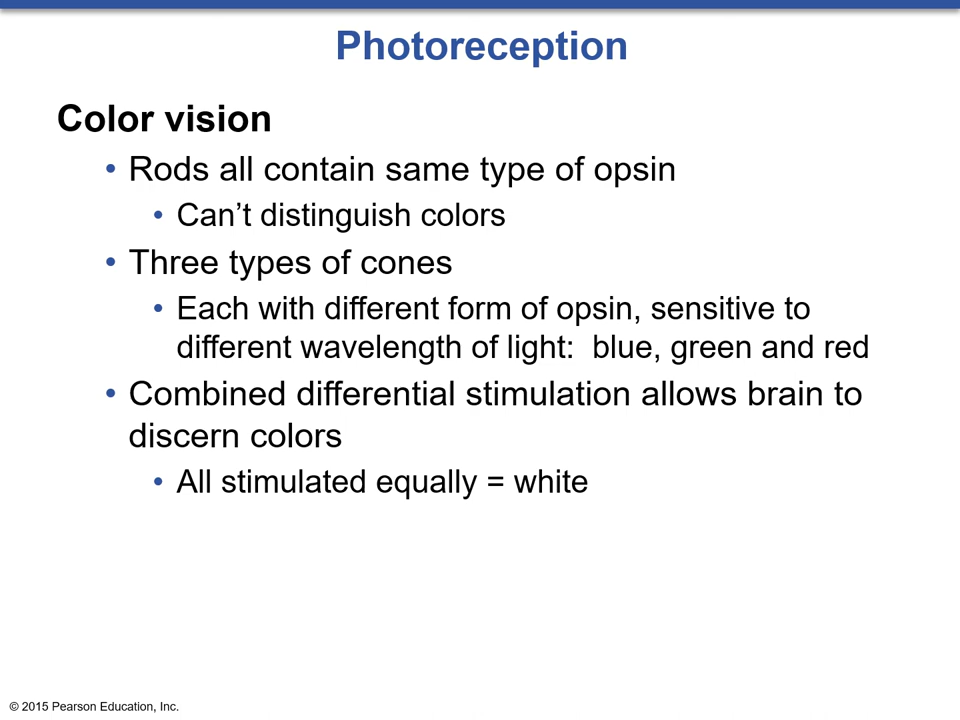 Photoreception
Color vision
• Rods all contain same type of opsin
• Can’t distinguish colors
• Three types of cones
• Each with different form of opsin, sensitive to
different wavelength of light:  blue, green and red
• Combined differential stimulation allows brain to
discern colors
• All stimulated equally = white
© 2015 Pearson Education, Inc.